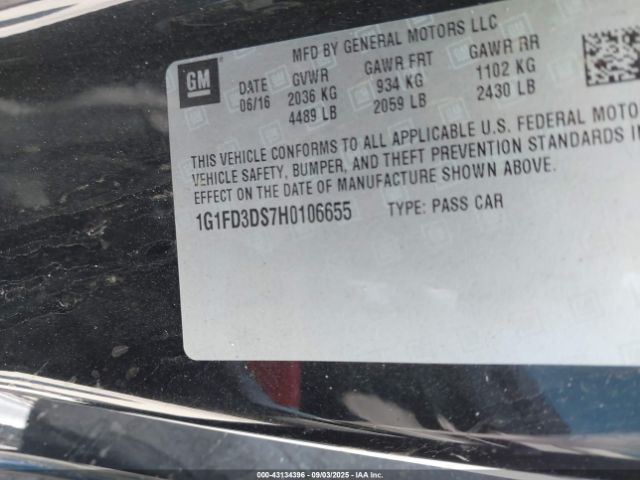 GM
MFD BY GENERAL MOTORS LLC
DATE GVWR GAWR FRT GAWR RR
06/16 2036 KG 934 KG 1102 KG
4489 LB 2059 LB 2430 LB
THIS VEHICLE CONFORMS TO ALL APPLICABLE U.S. FEDERAL MOTO
VEHICLE SAFETY, BUMPER, AND THEFT PREVENTION STANDARDS I
EFFECT ON THE DATE OF MANUFACTURE SHOWN ABOVE.
1G1FD3DS7H0106655 TYPE: PASS CAR
000-43134396 - 09/03/2025 - IAAI.COM